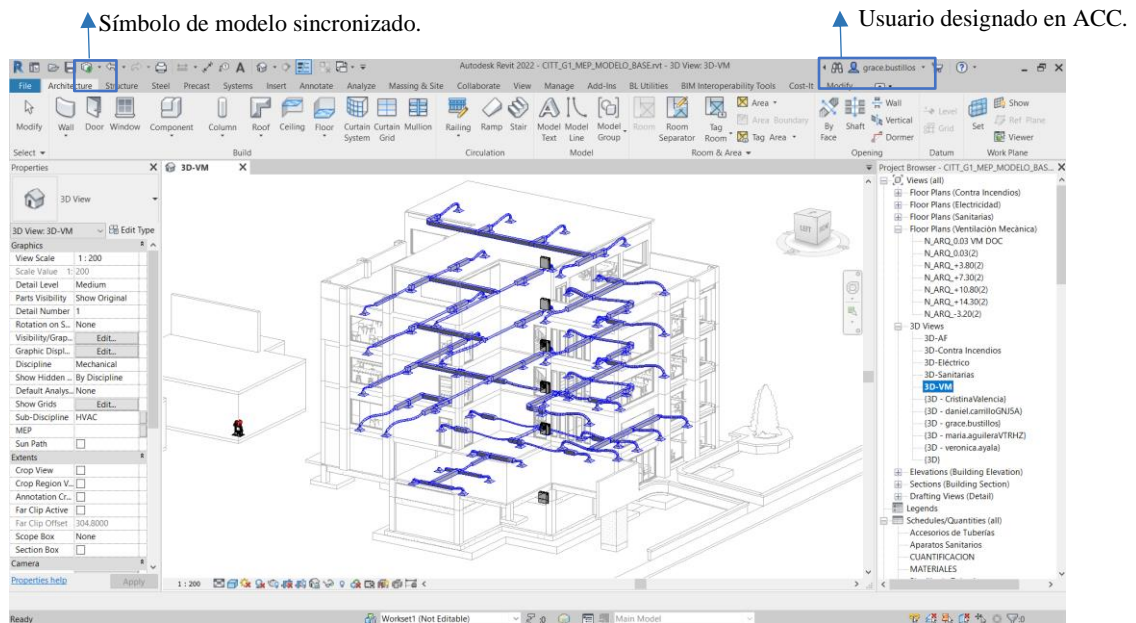 Símbolo de modelo sincronizado.
Usuario designado en ACC.
Autodesk Revit 2022 - CITT_G1_MEP_MODELO_BASE.rvt - 3D View: 3D-VM
grace.bustillos
File Architecture Structure Steel Precast Systems Insert Annotate Analyze Massing & Site Collaborate View Manage Add-Ins BL Utilities BIM Interoperability Tools Cost-It Modify
Modify Wall Door Window Component Column Roof Ceiling Floor Curtain System Curtain Grid Mullion Railing Ramp Stair Model Text Model Line Model Group Room Room Separator Tag Room
Area
Area Boundary
Tag Area
By Face Shaft
Wall
Vertical
Dormer
Level
Grid
Set
Show
Ref Plane
Viewer
Select Build Circulation Model Room & Area Opening Datum Work Plane
Properties
3D View
3D View: 3D-VM Edit Type
Graphics
View Scale 1 : 200
Scale Value 1: 200
Detail Level Medium
Parts Visibility Show Original
Detail Number 1
Rotation on S... None
Visibility/Grap... Edit...
Graphic Displ... Edit...
Discipline Mechanical
Show Hidden ... By Discipline
Default Analys... None
Show Grids Edit...
Sub-Discipline HVAC
MEP
Sun Path
Extents
Crop View
Crop Region V...
Annotation Cr...
Far Clip Active
Far Clip Offset 304.8000
Scope Box None
Section Box
Camera
Properties help Apply
3D-VM
1 : 200
Project Browser - CITT_G1_MEP_MODELO_BAS...
Views (all)
Floor Plans (Contra Incendios)
Floor Plans (Electricidad)
Floor Plans (Sanitarias)
Floor Plans (Ventilación Mecánica)
N_ARQ_0.03 VM DOC
N_ARQ_0.03(2)
N_ARQ_+3.80(2)
N_ARQ_+7.30(2)
N_ARQ_+10.80(2)
N_ARQ_+14.30(2)
N_ARQ_-3.20(2)
3D Views
3D-AF
3D-Contra Incendios
3D-Eléctrico
3D-Sanitarias
3D-VM
{3D - CristinaValencia}
{3D - daniel.camilloGNJ5A}
{3D - grace.bustillos}
{3D - maria.aguileraVTRHZ}
{3D - veronica.ayala}
{3D}
Elevations (Building Elevation)
Sections (Building Section)
Drafting Views (Detail)
Legends
Schedules/Quantities (all)
Accesorios de Tuberías
Aparatos Sanitarios
CUANTIFICACION
MATERIALES
Ready
Workset1 (Not Editable)
:0
Main Model
:0